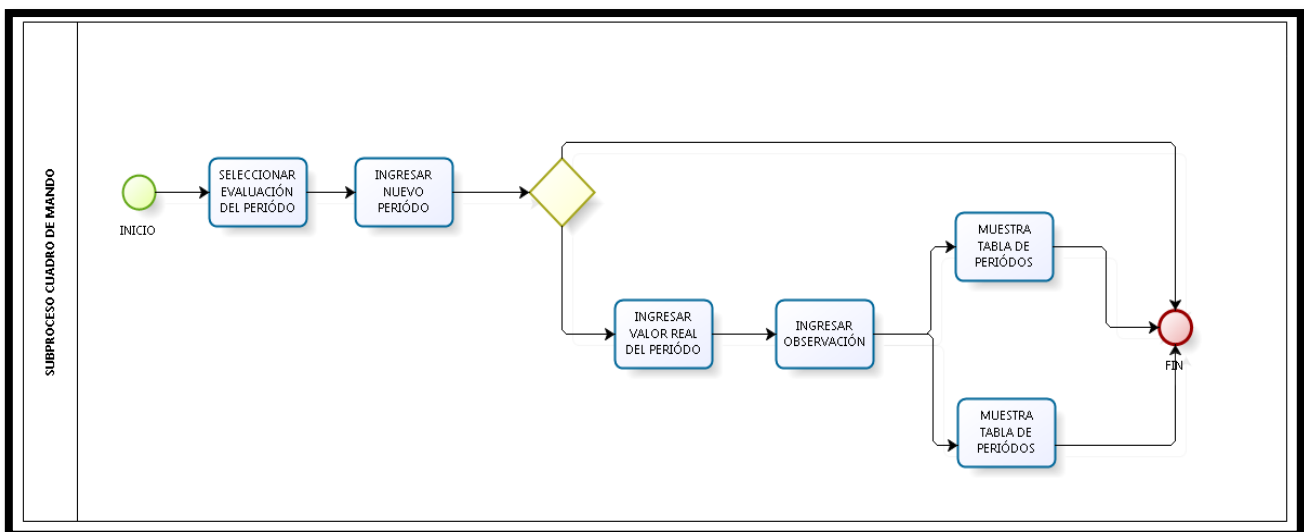 SUBPROCESO CUADRO DE MANDO
INICIO
SELECCIONAR
EVALUACIÓN
DEL PERIÓDO
INGRESAR
NUEVO
PERIÓDO
INGRESAR
VALOR REAL
DEL PERIÓDO
INGRESAR
OBSERVACIÓN
MUESTRA
TABLA DE
PERIÓDOS
MUESTRA
TABLA DE
PERIÓDOS
FIN